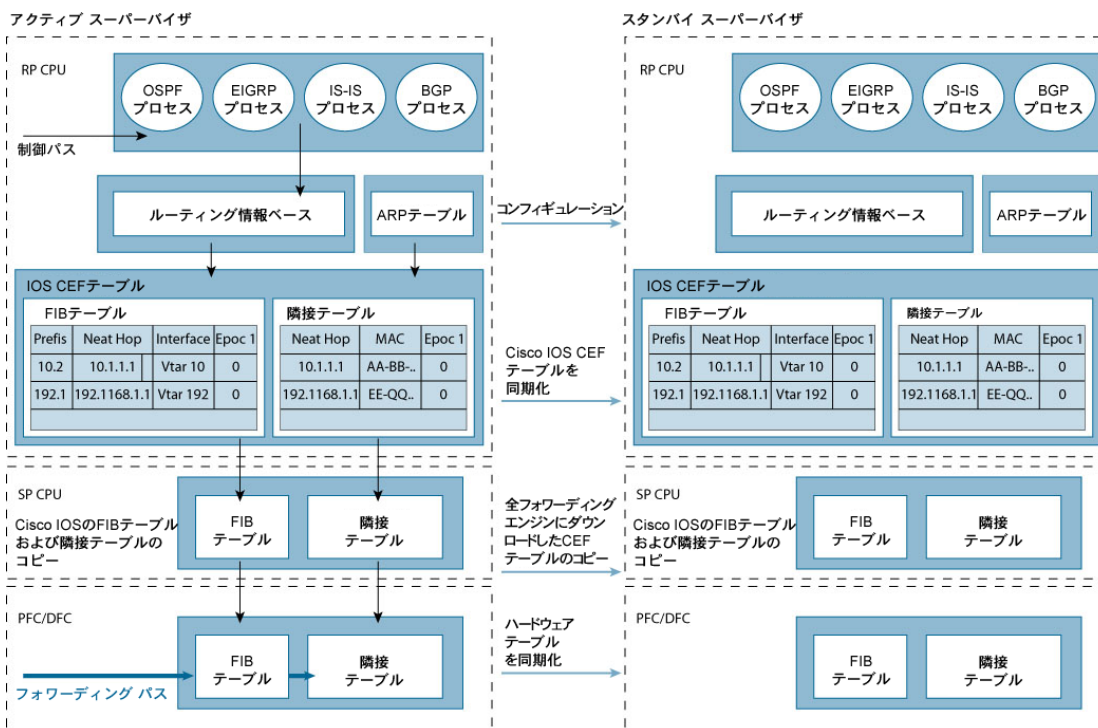 アクティブ スーパーバイザ
RP CPU
OSPF
プロセス
EIGRP
プロセス
IS-IS
プロセス
BGP
プロセス
制御パス
ルーティング情報ベース
ARPテーブル
IOS CEFテーブル
FIBテーブル
Prefis Neat Hop Interface Epoc 1
10.2 10.1.1.1 Vtar 10 0
192.1 192.1168.1.1 Vtar 192 0
隣接テーブル
Neat Hop MAC Epoc 1
10.1.1.1 AA-BB-.. 0
192.1168.1.1 EE-QQ.. 0
SP CPU
Cisco IOSのFIBテーブル
および隣接テーブルの
コピー
FIB
テーブル
隣接
テーブル
PFC/DFC
FIB
テーブル
隣接
テーブル
フォワーディング パス
コンフィギュレーション
Cisco IOS CEF
テーブルを
同期化
全フォワーディング
エンジンにダウン
ロードしたCEF
テーブルのコピー
ハードウェア
テーブル
を同期化
スタンバイ スーパーバイザ
RP CPU
OSPF
プロセス
EIGRP
プロセス
IS-IS
プロセス
BGP
プロセス
ルーティング情報ベース
ARPテーブル
IOS CEFテーブル
FIBテーブル
Prefis Neat Hop Interface Epoc 1
10.2 10.1.1.1 Vtar 10 0
192.1 192.1168.1.1 Vtar 192 0
隣接テーブル
Neat Hop MAC Epoc 1
10.1.1.1 AA-BB-.. 0
192.1168.1.1 EE-QQ.. 0
SP CPU
Cisco IOSのFIBテーブル
および隣接テーブルの
コピー
FIB
テーブル
隣接
テーブル
PFC/DFC
FIB
テーブル
隣接
テーブル